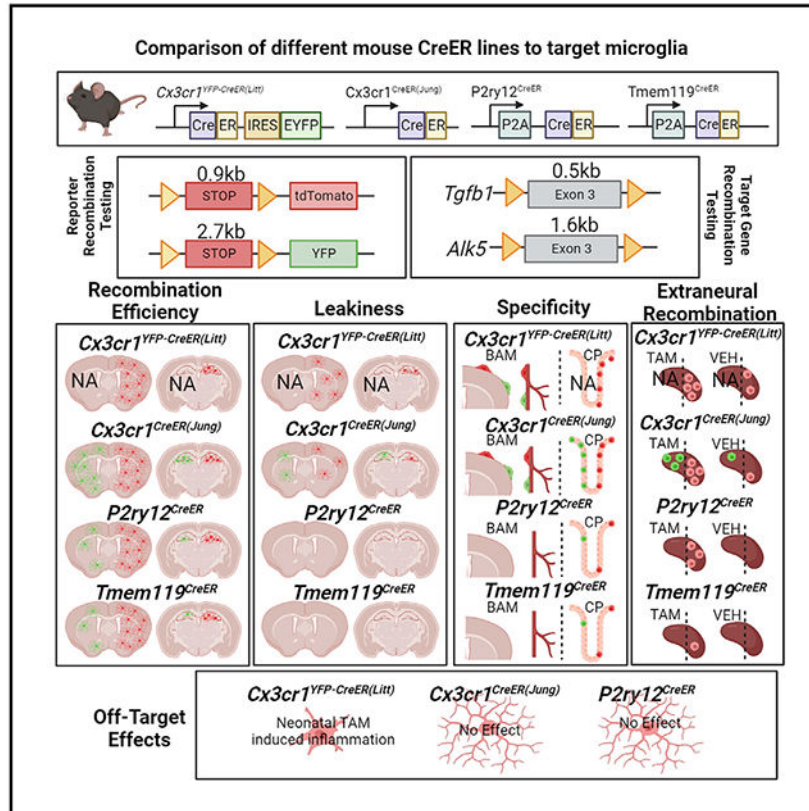 Comparison of different mouse CreER lines to target microglia
Cx3cr1YFP-CreER(Litt)
Cx3cr1CreER(Jung)
P2ry12CreER
Tmem119CreER
Cre ER IRES EYFP
Cre ER
P2A Cre ER
P2A Cre ER
Reporter
Recombination
Testing
0.9kb
STOP
tdTomato
2.7kb
STOP
YFP
0.5kb
Tgfb1
Exon 3
1.6kb
Alk5
Exon 3
Target Gene
Recombination
Testing
Recombination
Efficiency
Cx3cr1YFP-CreER(Litt)
NA
NA
Cx3cr1CreER(Jung)
P2ry12CreER
Tmem119CreER
Leakiness
Cx3cr1YFP-CreER(Litt)
NA
NA
Cx3cr1CreER(Jung)
P2ry12CreER
Tmem119CreER
Specificity
Cx3cr1YFP-CreER(Litt)
BAM
CP
NA
Cx3cr1CreER(Jung)
BAM
CP
P2ry12CreER
BAM
CP
Tmem119CreER
BAM
CP
Extraneural
Recombination
Cx3cr1YFP-CreER(Litt)
TAM
VEH
NA
NA
Cx3cr1CreER(Jung)
TAM
VEH
P2ry12CreER
TAM
VEH
Tmem119CreER
TAM
VEH
Off-Target
Effects
Cx3cr1YFP-CreER(Litt)
Neonatal TAM
induced inflammation
Cx3cr1CreER(Jung)
No Effect
P2ry12CreER
No Effect